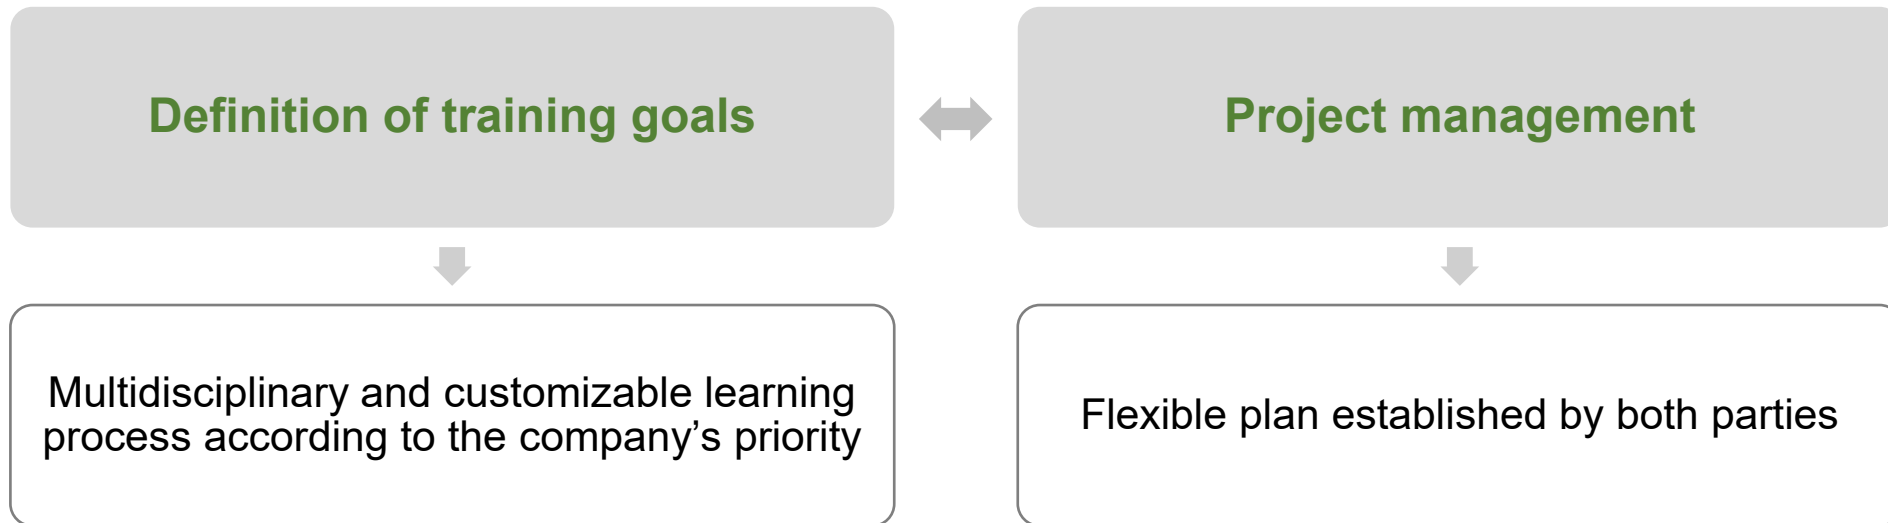 Definition of training goals
Project management
Multidisciplinary and customizable learning
process according to the company’s priority
Flexible plan established by both parties